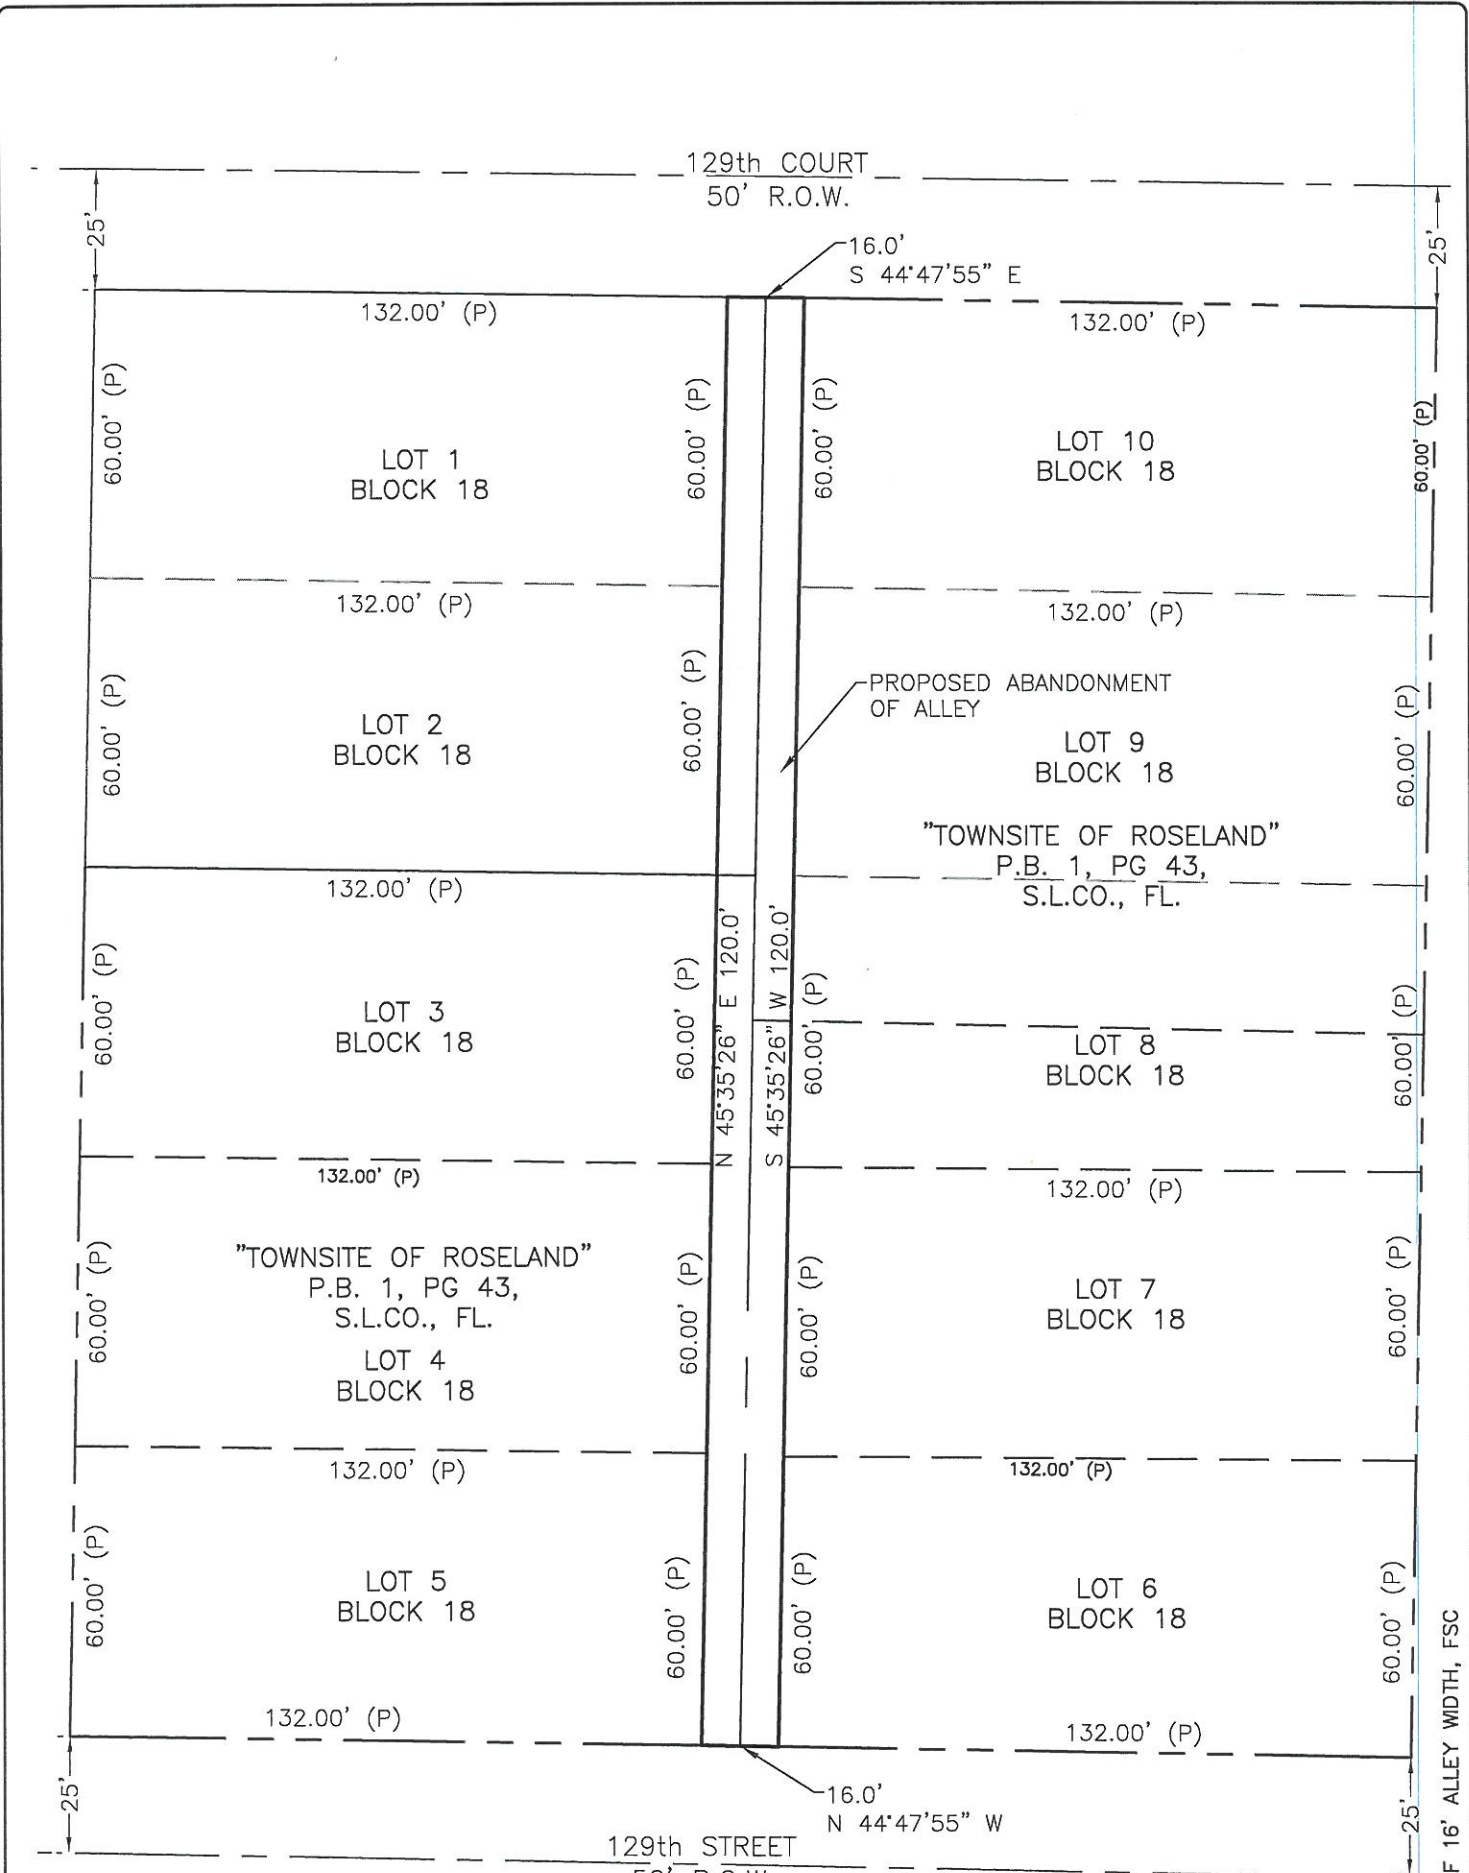 129th COURT
50' R.O.W.
25'
25'
16.0'
S 44°47'55" E
132.00' (P)
132.00' (P)
60.00' (P)
60.00' (P)
60.00' (P)
60.00' (P)
LOT 1
BLOCK 18
LOT 10
BLOCK 18
132.00' (P)
132.00' (P)
60.00' (P)
60.00' (P)
PROPOSED ABANDONMENT
OF ALLEY
60.00' (P)
LOT 2
BLOCK 18
LOT 9
BLOCK 18
"TOWNSITE OF ROSELAND"
P.B. 1, PG 43,
S.L.CO., FL.
132.00' (P)
60.00' (P)
60.00' (P)
N 45°35'26" E 120.0'
S 45°35'26" W 120.0'
60.00' (P)
60.00' (P)
LOT 3
BLOCK 18
LOT 8
BLOCK 18
132.00' (P)
132.00' (P)
60.00' (P)
"TOWNSITE OF ROSELAND"
P.B. 1, PG 43,
S.L.CO., FL.
LOT 4
BLOCK 18
60.00' (P)
60.00' (P)
LOT 7
BLOCK 18
60.00' (P)
132.00' (P)
132.00' (P)
60.00' (P)
LOT 5
BLOCK 18
60.00' (P)
60.00' (P)
LOT 6
BLOCK 18
60.00' (P)
132.00' (P)
132.00' (P)
25'
16.0'
N 44°47'55" W
25'
129th STREET
50' R.O.W.
F 16' ALLEY WIDTH, FSC